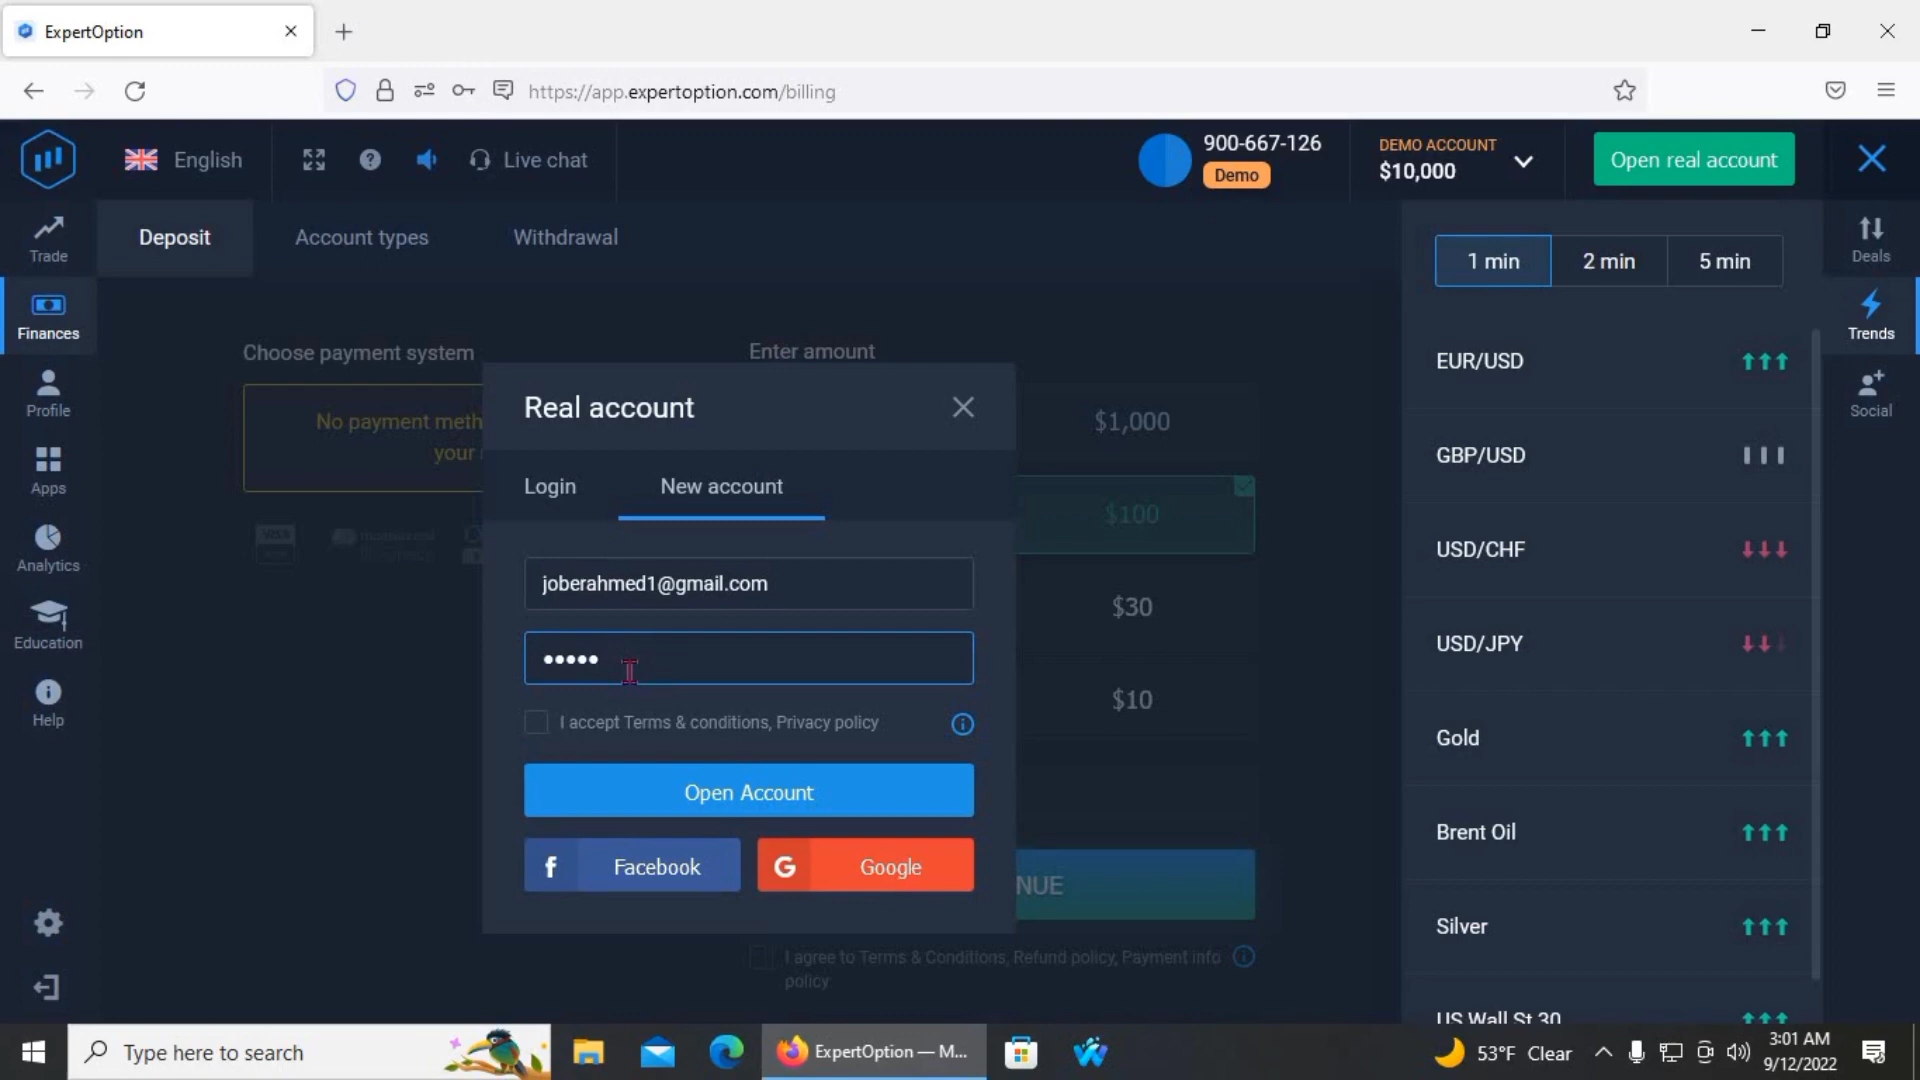 ExpertOption
https://app.expertoption.com/billing
English
Live chat
900-667-126
Demo
DEMO ACCOUNT
$10,000
Open real account
Trade
Finances
Profile
Apps
Analytics
Education
Help
Deposit
Account types
Withdrawal
Choose payment system
No payment meth
your
Enter amount
$1,000
$100
$30
$10
NUE
I agree to Terms & Conditions, Refund policy, Payment info
policy
Real account
Login
New account
joberahmed1@gmail.com
•••••
I accept Terms & conditions, Privacy policy
Open Account
f Facebook
G Google
1 min
2 min
5 min
EUR/USD
GBP/USD
USD/CHF
USD/JPY
Gold
Brent Oil
Silver
US Wall St 30
Deals
Trends
Social
Type here to search
ExpertOption — M...
53°F Clear
3:01 AM
9/12/2022